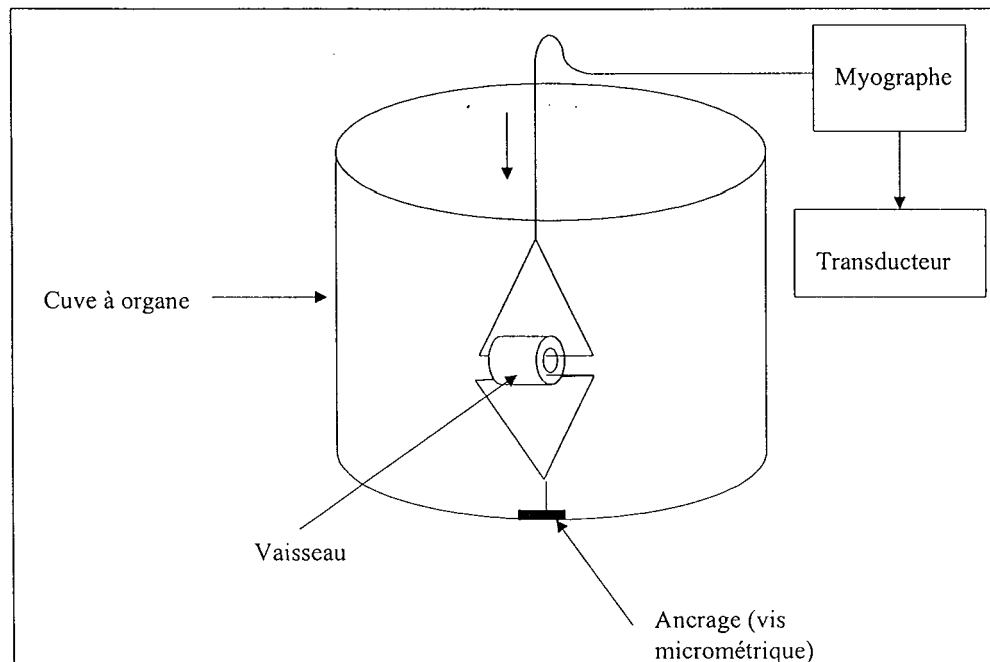 Myographe
Transducteur
Cuve à organe
Vaisseau
Ancrage (vis
micrométrique)